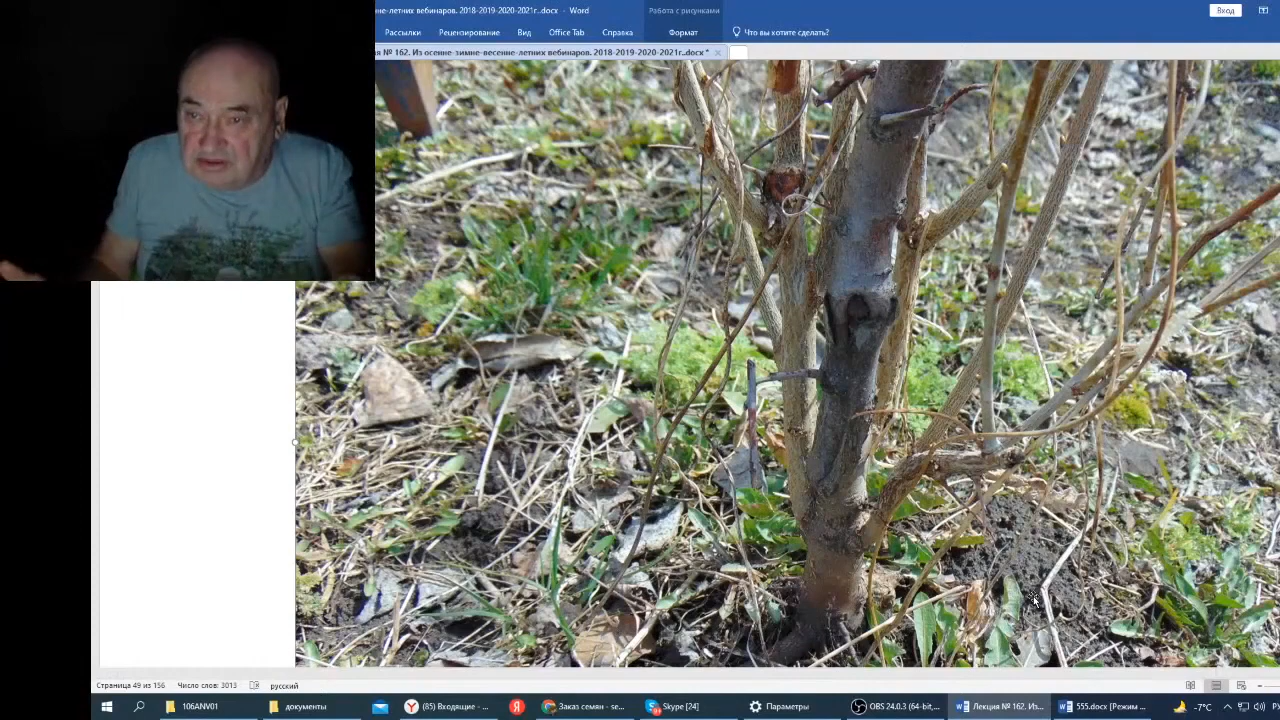 не-летних вебинаров. 2018-2019-2020-2021г..docx - Word
Работа с рисунками
Вход
Рассылки Рецензирование Вид Office Tab Справка Формат Что вы хотите сделать?
№ 162. Из осенне-зимне-весенне-летних вебинаров. 2018-2019-2020-2021г..docx *
Страница 49 из 156 Число слов: 3013 русский
106ANV01 документы (85) Входящие - ... Заказ семян - se... Skype [24] Параметры OBS 24.0.3 (64-bit,... Лекция № 162. Из... 555.docx [Режим ... -7°C